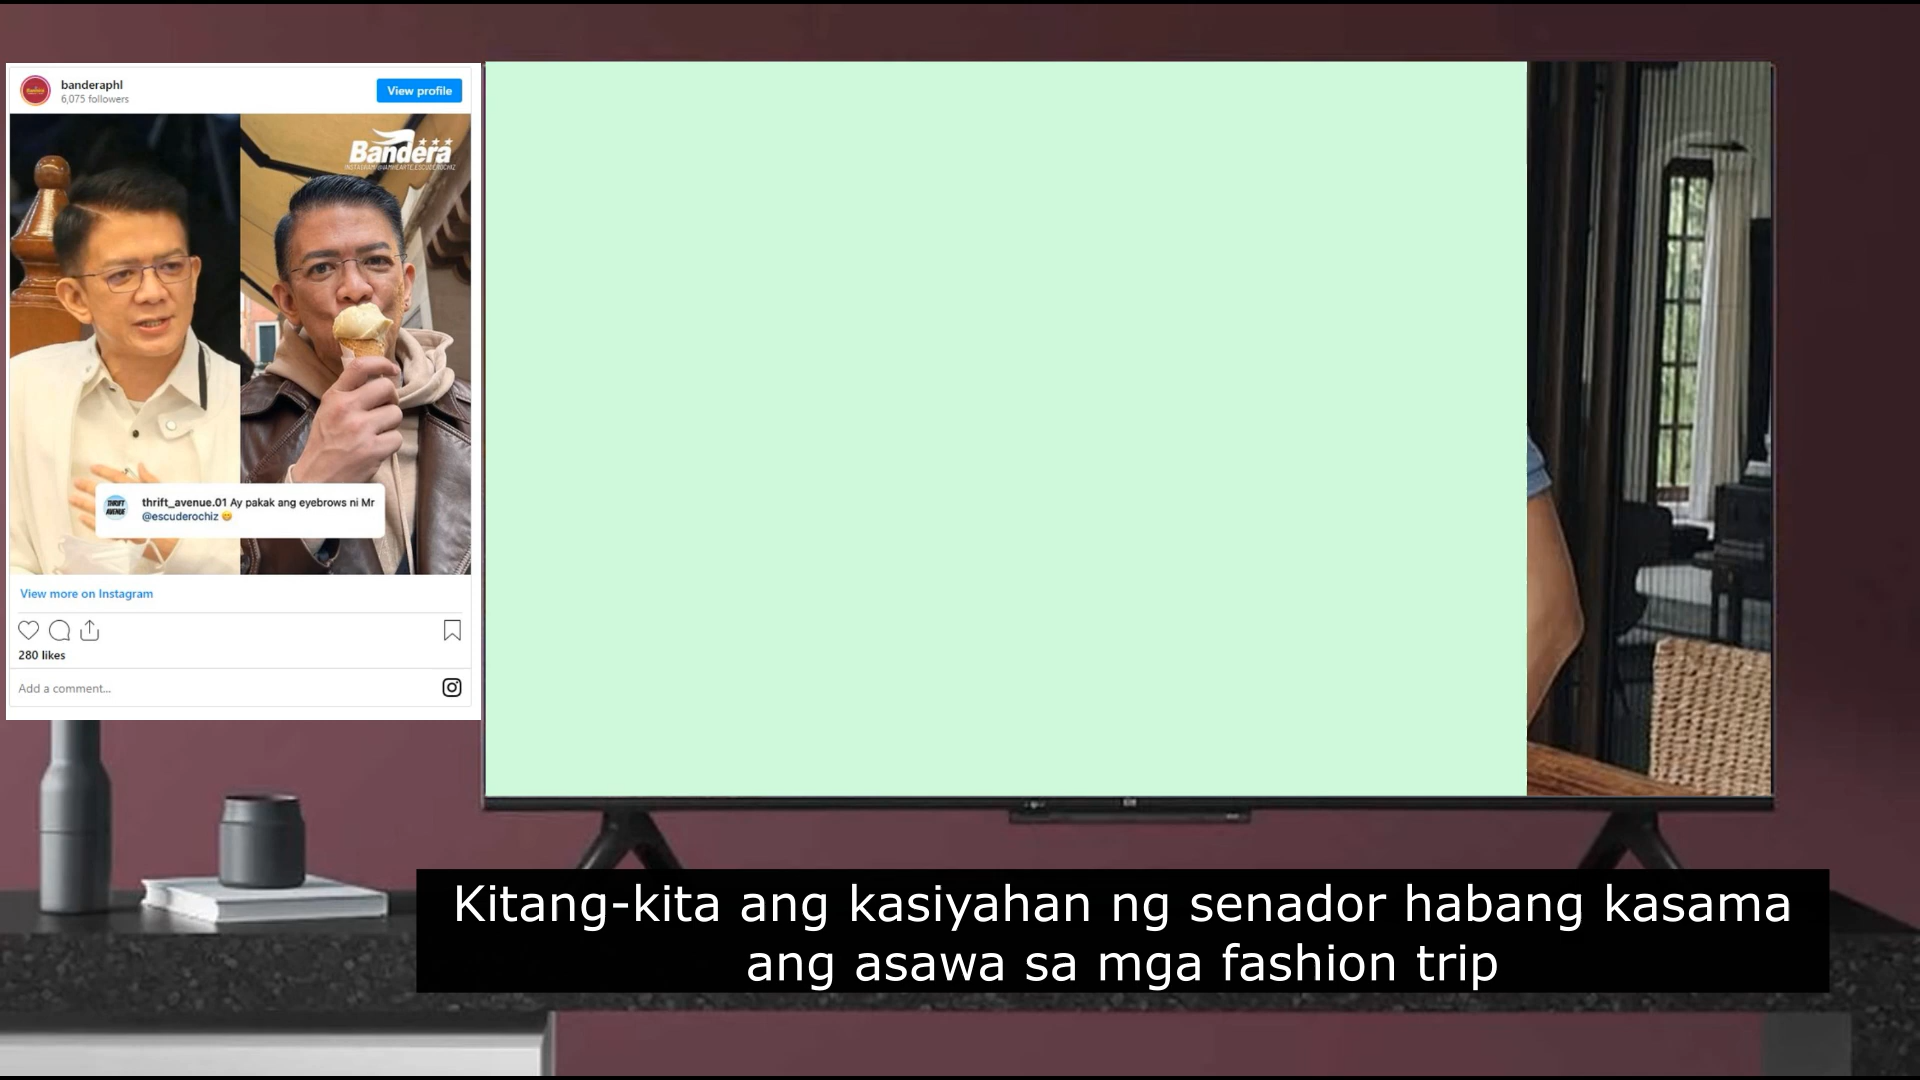 banderaphl
6,075 followers
View profile
Bandera
thrift_avenue.01 Ay pakak ang eyebrows ni Mr
@escuderochiz
THRIFT
AVENUE
View more on Instagram
280 likes
Add a comment...
Kitang-kita ang kasiyahan ng senador habang kasama
ang asawa sa mga fashion trip